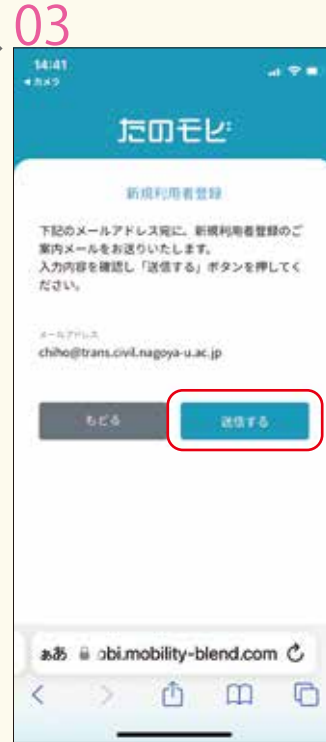 03
14:41
◀カメラ
たのモビ
新規利用者登録
下記のメールアドレス宛に、新規利用者登録のご
案内メールをお送りいたします。
入力内容を確認し「送信する」ボタンを押してく
ださい。
メールアドレス
chiho@trans.civil.nagoya-u.ac.jp
もどる
送信する
ぁあ obi.mobility-blend.com